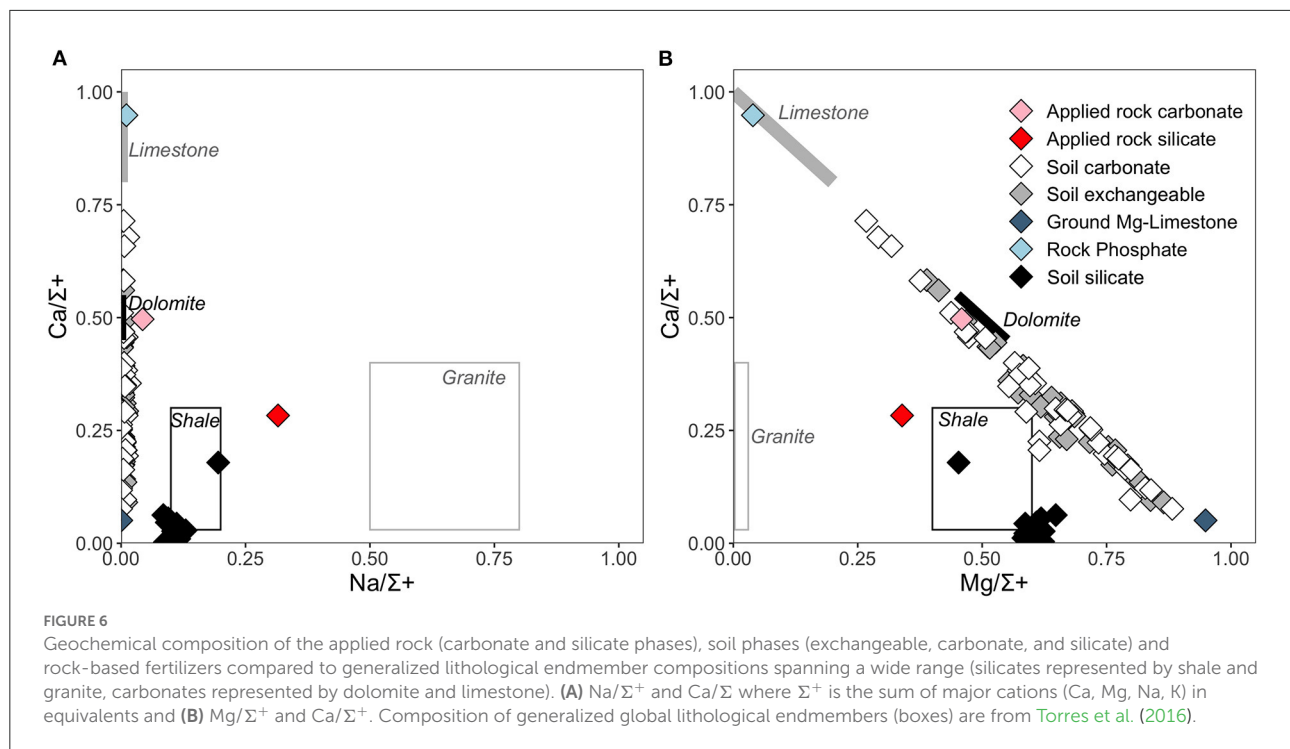 A
1.00
0.75
0.50
0.25
0.00
Ca/Σ+
Limestone
Dolomite
Shale
Granite
0.00
0.25
0.50
0.75
1.00
Na/Σ+
B
1.00
0.75
0.50
0.25
0.00
Ca/Σ+
Limestone
Dolomite
Shale
Granite
0.00
0.25
0.50
0.75
1.00
Mg/Σ+
Applied rock carbonate
Applied rock silicate
Soil carbonate
Soil exchangeable
Ground Mg-Limestone
Rock Phosphate
Soil silicate
FIGURE 6
Geochemical composition of the applied rock (carbonate and silicate phases), soil phases (exchangeable, carbonate, and silicate) and
rock-based fertilizers compared to generalized lithological endmember compositions spanning a wide range (silicates represented by shale and
granite, carbonates represented by dolomite and limestone). (A) Na/Σ⁺ and Ca/Σ where Σ⁺ is the sum of major cations (Ca, Mg, Na, K) in
equivalents and (B) Mg/Σ⁺ and Ca/Σ⁺. Composition of generalized global lithological endmembers (boxes) are from Torres et al. (2016).